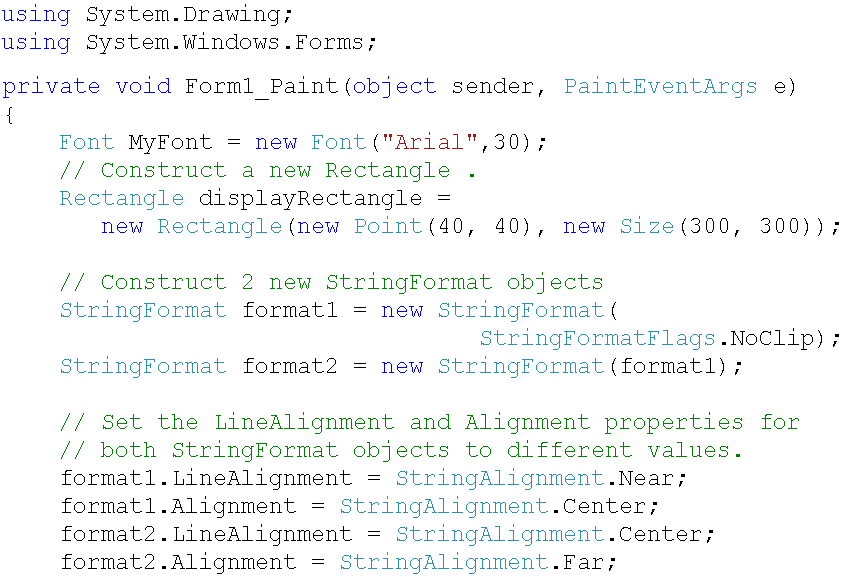 using System.Drawing;
using System.Windows.Forms;
private void Form1_Paint(object sender, PaintEventArgs e)
{
Font MyFont = new Font("Arial",30);
// Construct a new Rectangle .
Rectangle displayRectangle =
new Rectangle(new Point(40, 40), new Size(300, 300));
// Construct 2 new StringFormat objects
StringFormat format1 = new StringFormat(
StringFormatFlags.NoClip);
StringFormat format2 = new StringFormat(format1);
// Set the LineAlignment and Alignment properties for
// both StringFormat objects to different values.
format1.LineAlignment = StringAlignment.Near;
format1.Alignment = StringAlignment.Center;
format2.LineAlignment = StringAlignment.Center;
format2.Alignment = StringAlignment.Far;